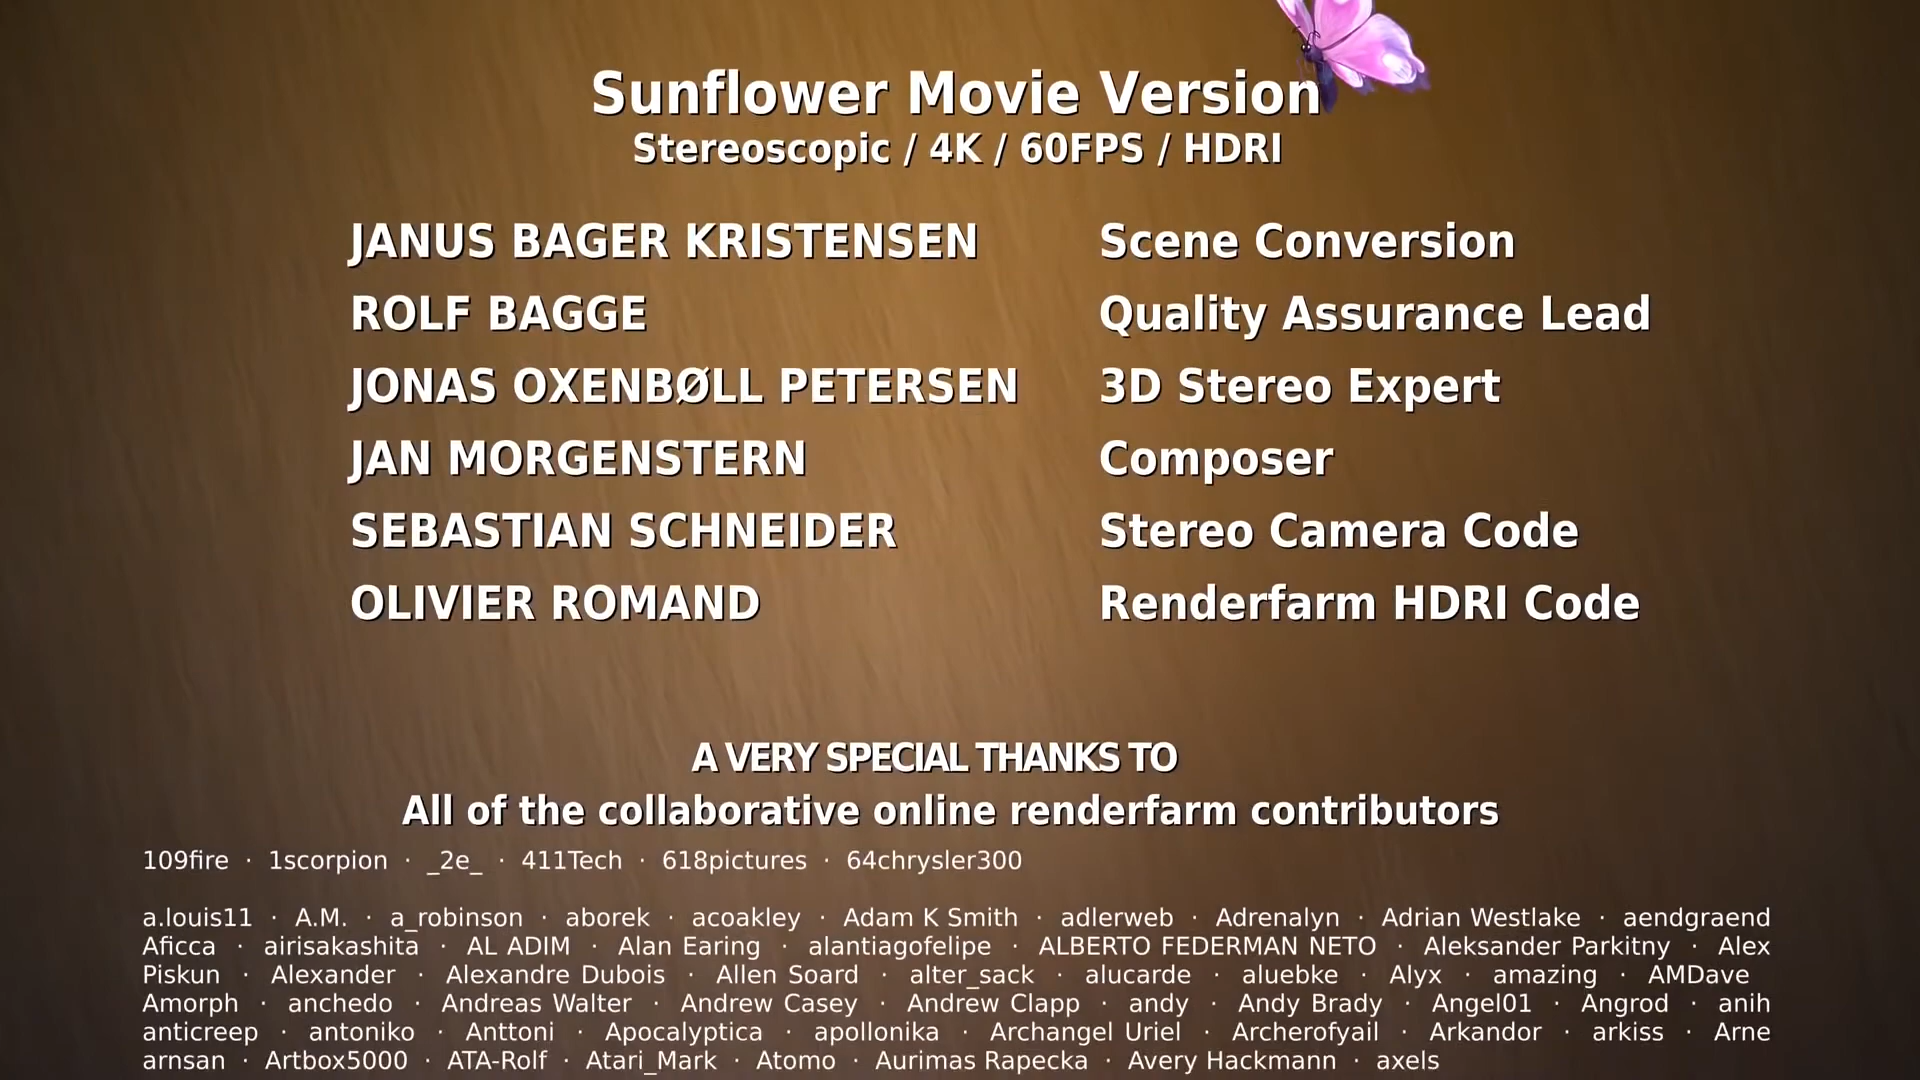 Sunflower Movie Version
Stereoscopic / 4K / 60FPS / HDRI
JANUS BAGER KRISTENSEN Scene Conversion
ROLF BAGGE Quality Assurance Lead
JONAS OXENBØLL PETERSEN 3D Stereo Expert
JAN MORGENSTERN Composer
SEBASTIAN SCHNEIDER Stereo Camera Code
OLIVIER ROMAND Renderfarm HDRI Code
A VERY SPECIAL THANKS TO
All of the collaborative online renderfarm contributors
109fire · 1scorpion · _2e_ · 411Tech · 618pictures · 64chrysler300
a.louis11 · A.M. · a_robinson · aborek · acoakley · Adam K Smith · adlerweb · Adrenalyn · Adrian Westlake · aendgraend
Aficca · airisakashita · AL ADIM · Alan Earing · alantiagofelipe · ALBERTO FEDERMAN NETO · Aleksander Parkitny · Alex
Piskun · Alexander · Alexandre Dubois · Allen Soard · alter_sack · alucarde · aluebke · Alyx · amazing · AMDave
Amorph · anchedo · Andreas Walter · Andrew Casey · Andrew Clapp · andy · Andy Brady · Angel01 · Angrod · anih
anticreep · antoniko · Anttoni · Apocalyptica · apollonika · Archangel Uriel · Archerofyail · Arkandor · arkiss · Arne
arnsan · Artbox5000 · ATA-Rolf · Atari_Mark · Atomo · Aurimas Rapecka · Avery Hackmann · axels